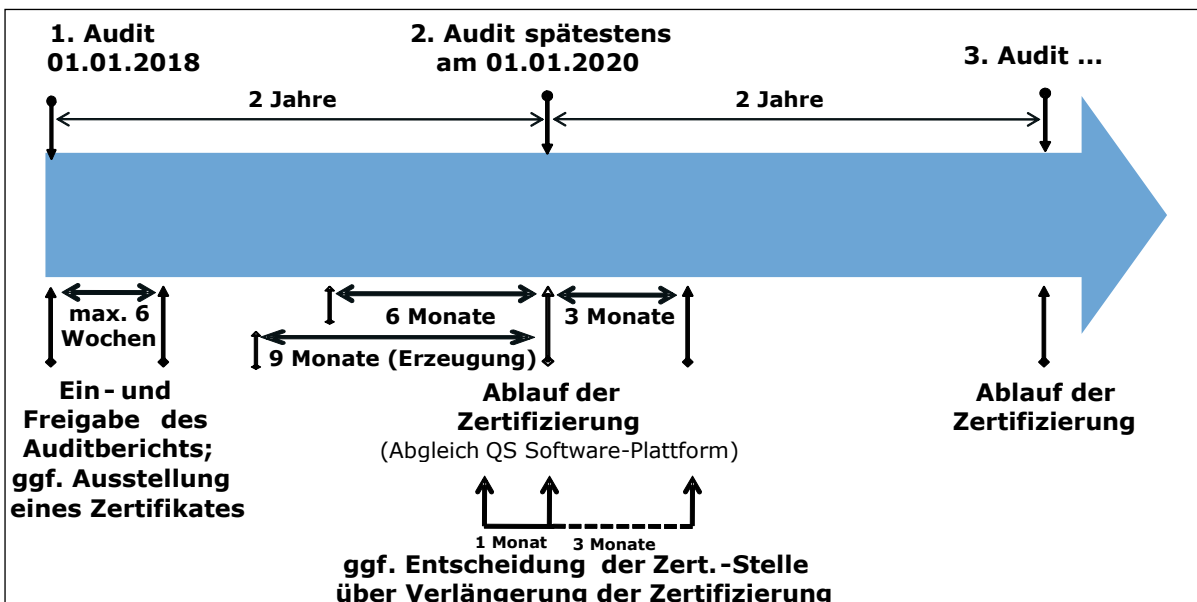 1. Audit
01.01.2018
2. Audit spätestens
am 01.01.2020
3. Audit ...
2 Jahre
2 Jahre
max. 6
Wochen
6 Monate
3 Monate
9 Monate (Erzeugung)
Ein- und
Freigabe des
Auditberichts;
ggf. Ausstellung
eines Zertifikates
Ablauf der
Zertifizierung
(Abgleich QS Software-Plattform)
Ablauf der
Zertifizierung
1 Monat
3 Monate
ggf. Entscheidung der Zert.-Stelle
über Verlängerung der Zertifizierung